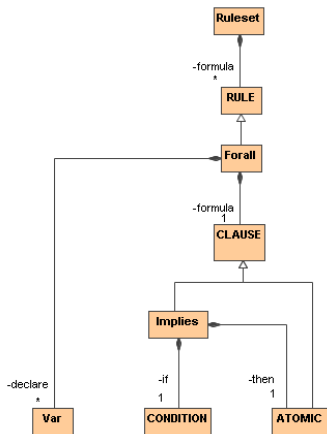 Ruleset
-formula
*
RULE
Forall
-formula
1
CLAUSE
Implies
-declare
*
-if
1
-then
1
Var
CONDITION
ATOMIC